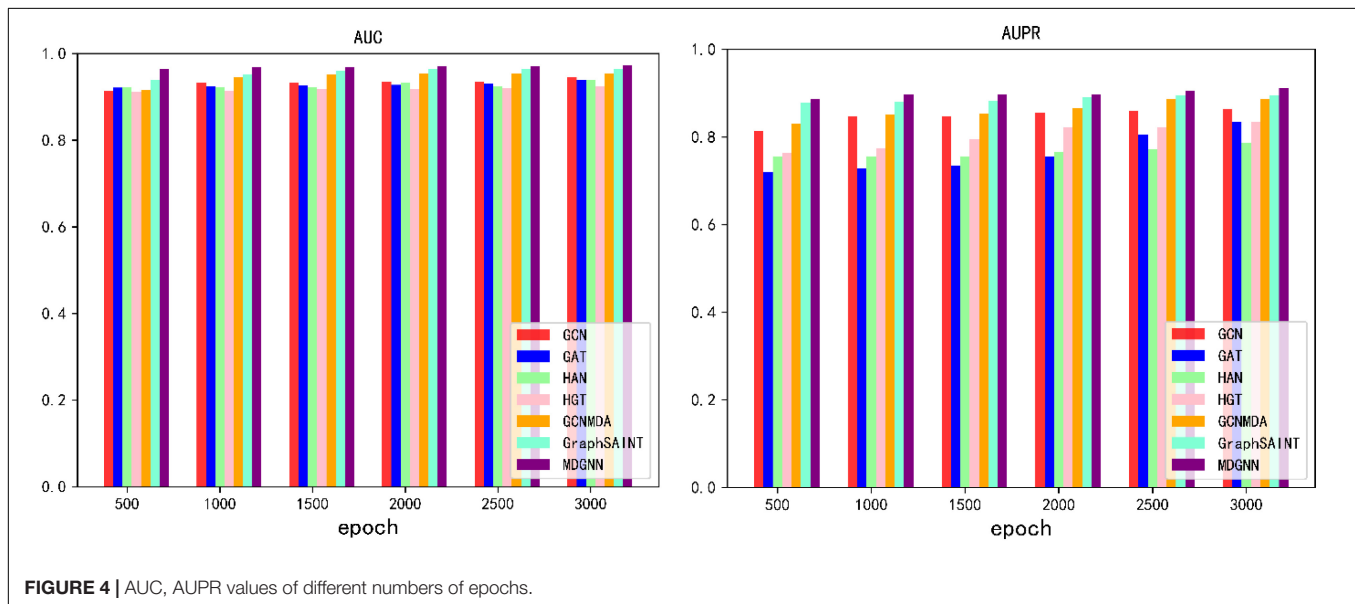 AUC
1.0
0.8
0.6
0.4
0.2
0.0
500 1000 1500 2000 2500 3000
epoch
GCN
GAT
HAN
HGT
GCNMDA
GraphSAINT
MDGNN
AUPR
1.0
0.8
0.6
0.4
0.2
0.0
500 1000 1500 2000 2500 3000
epoch
GCN
GAT
HAN
HGT
GCNMDA
GraphSAINT
MDGNN
FIGURE 4 | AUC, AUPR values of different numbers of epochs.